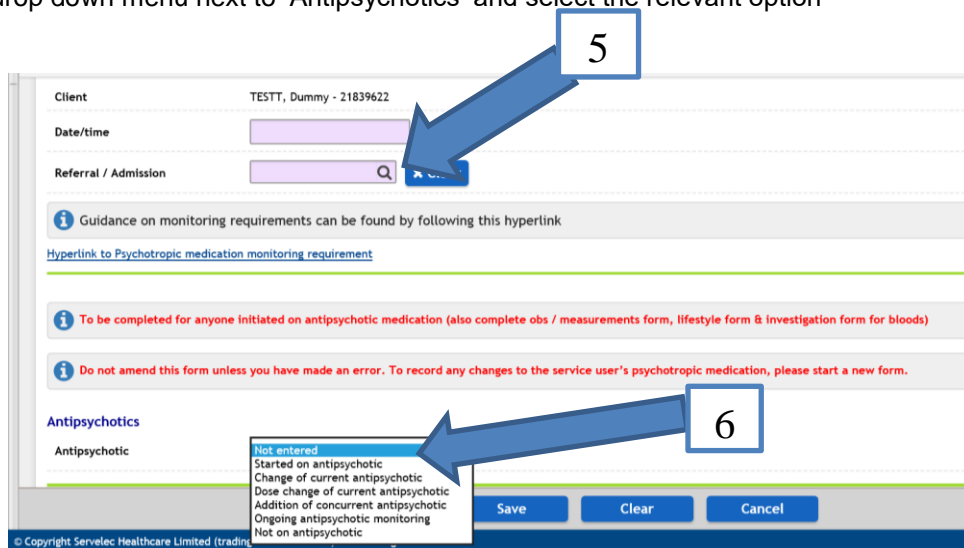 drop down menu next to 'Antipsychotics' and select the relevant option
5
Client TESTT, Dummy - 21839622
Date/time
Referral / Admission
Guidance on monitoring requirements can be found by following this hyperlink
Hyperlink to Psychotropic medication monitoring requirement
To be completed for anyone initiated on antipsychotic medication (also complete obs / measurements form, lifestyle form & investigation form for bloods)
Do not amend this form unless you have made an error. To record any changes to the service user's psychotropic medication, please start a new form.
Antipsychotics
6
Antipsychotic Not entered
Started on antipsychotic
Change of current antipsychotic
Dose change of current antipsychotic
Addition of concurrent antipsychotic
Ongoing antipsychotic monitoring
Not on antipsychotic
Save Clear Cancel
© Copyright Servelec Healthcare Limited (trading